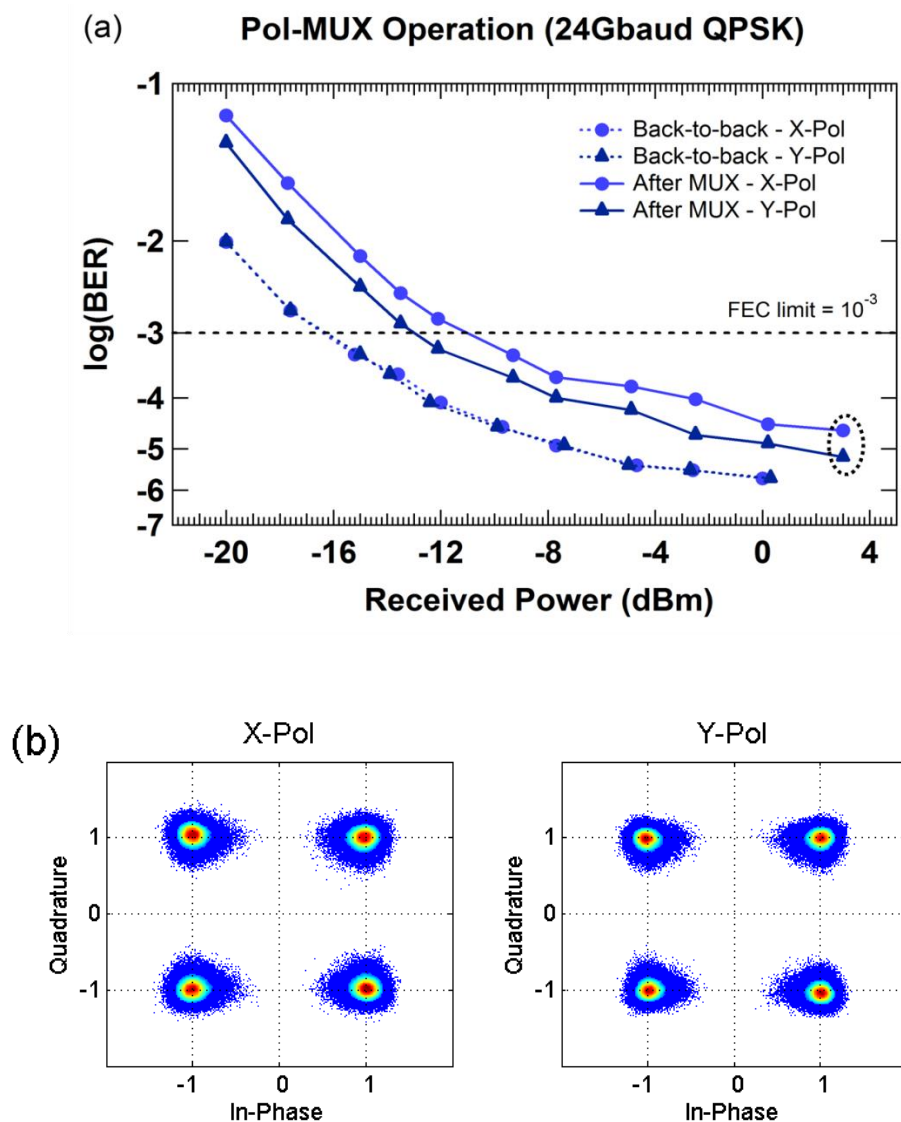 (a) Pol-MUX Operation (24Gbaud QPSK)
-1
-2
-3
-4
-5
-6
-7
log(BER)
Back-to-back - X-Pol
Back-to-back - Y-Pol
After MUX - X-Pol
After MUX - Y-Pol
FEC limit = 10⁻³
-20 -16 -12 -8 -4 0 4
Received Power (dBm)
(b)
X-Pol
Quadrature
1
0
-1
-1 0 1
In-Phase
Y-Pol
Quadrature
1
0
-1
-1 0 1
In-Phase